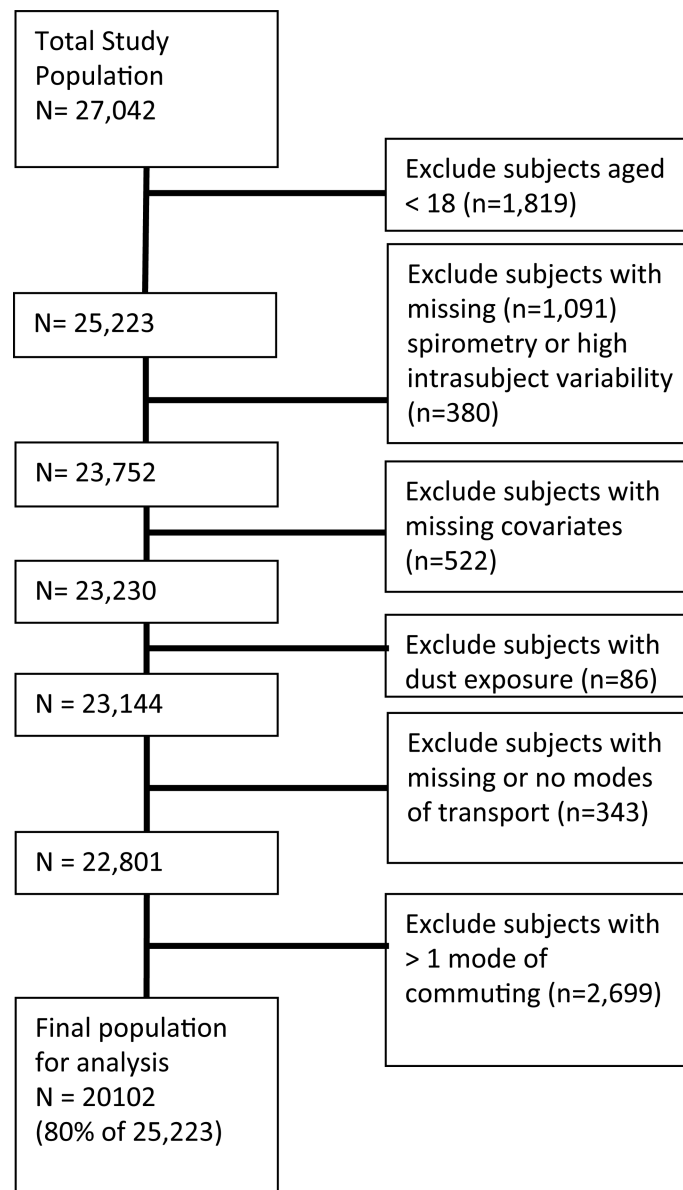 Total Study
Population
N= 27,042
Exclude subjects aged
< 18 (n=1,819)
N= 25,223
Exclude subjects with
missing (n=1,091)
spirometry or high
intrasubject variability
(n=380)
N= 23,752
Exclude subjects with
missing covariates
(n=522)
N= 23,230
Exclude subjects with
dust exposure (n=86)
N = 23,144
Exclude subjects with
missing or no modes
of transport (n=343)
N = 22,801
Exclude subjects with
> 1 mode of
commuting (n=2,699)
Final population
for analysis
N = 20102
(80% of 25,223)